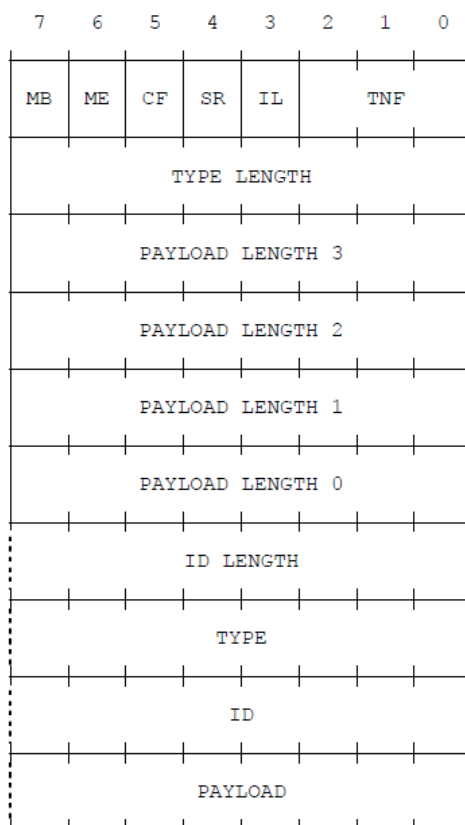 7 6 5 4 3 2 1 0
MB ME CF SR IL TNF
TYPE LENGTH
PAYLOAD LENGTH 3
PAYLOAD LENGTH 2
PAYLOAD LENGTH 1
PAYLOAD LENGTH 0
ID LENGTH
TYPE
ID
PAYLOAD